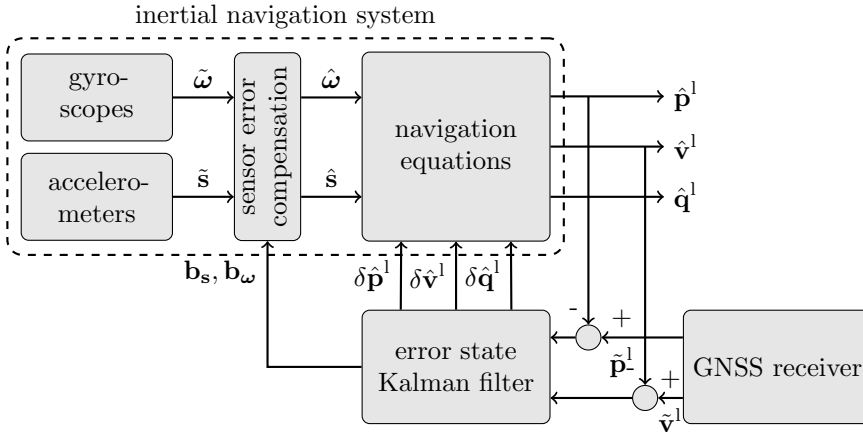 inertial navigation system
gyro-
scopes
ω̃
sensor error
compensation
ω̂
navigation
equations
p̂ˡ
v̂ˡ
q̂ˡ
accelero-
meters
s̃
ŝ
b_s, b_ω
δp̂ˡ
δv̂ˡ
δq̂ˡ
error state
Kalman filter
-
+
p̃ˡ
-
+
ṽˡ
GNSS receiver